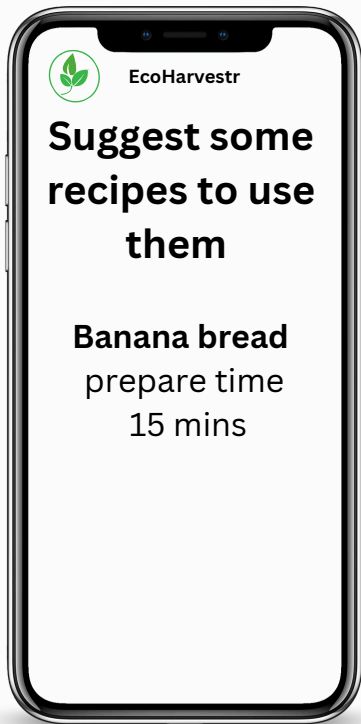 EcoHarvestr
Suggest some
recipes to use
them
Banana bread
prepare time
15 mins